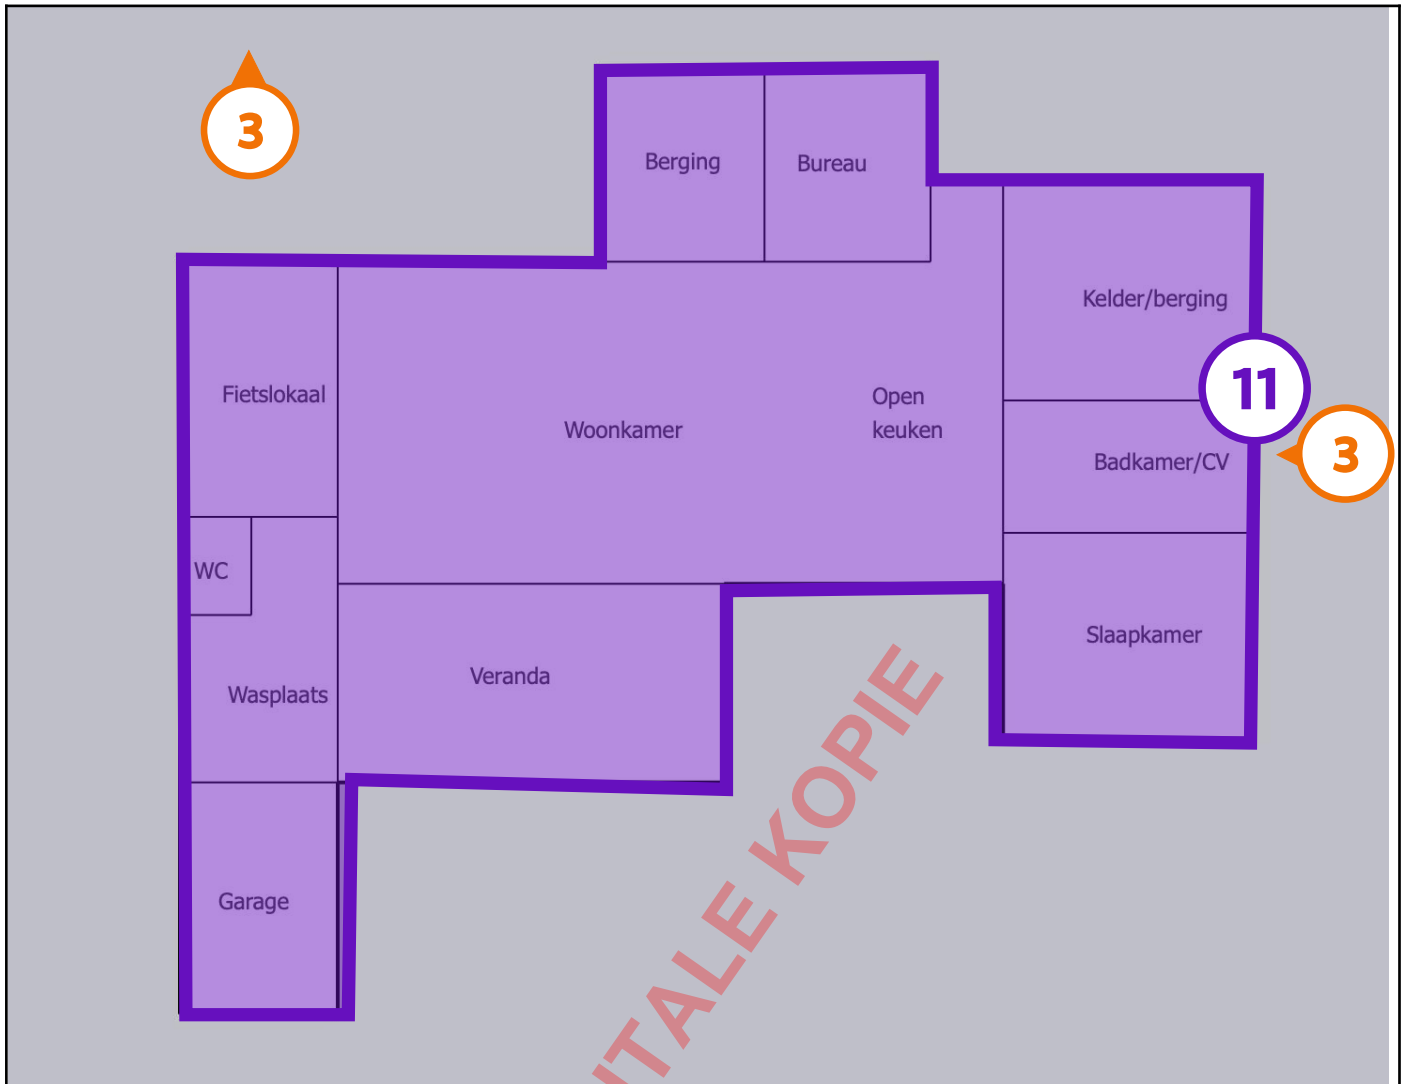 3
Berging
Bureau
Kelder/berging
11
Fietslokaal
Open
keuken
Woonkamer
3
Badkamer/CV
WC
Slaapkamer
Veranda
Wasplaats
Garage
KOPIE